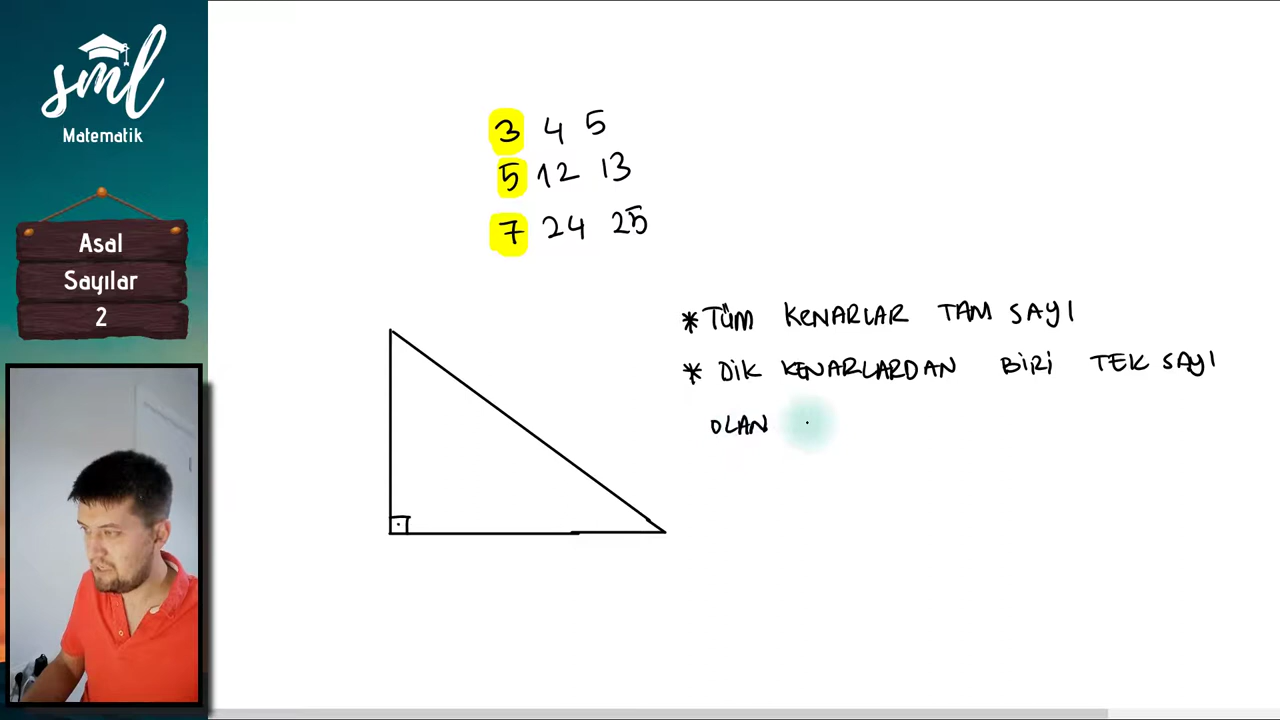 sml
Matematik
Asal
Sayılar
2
3 4 5
5 12 13
7 24 25
* TÜM KENARLAR TAM SAYI
* DİK KENARLARDAN BİRİ TEK SAYI
OLAN